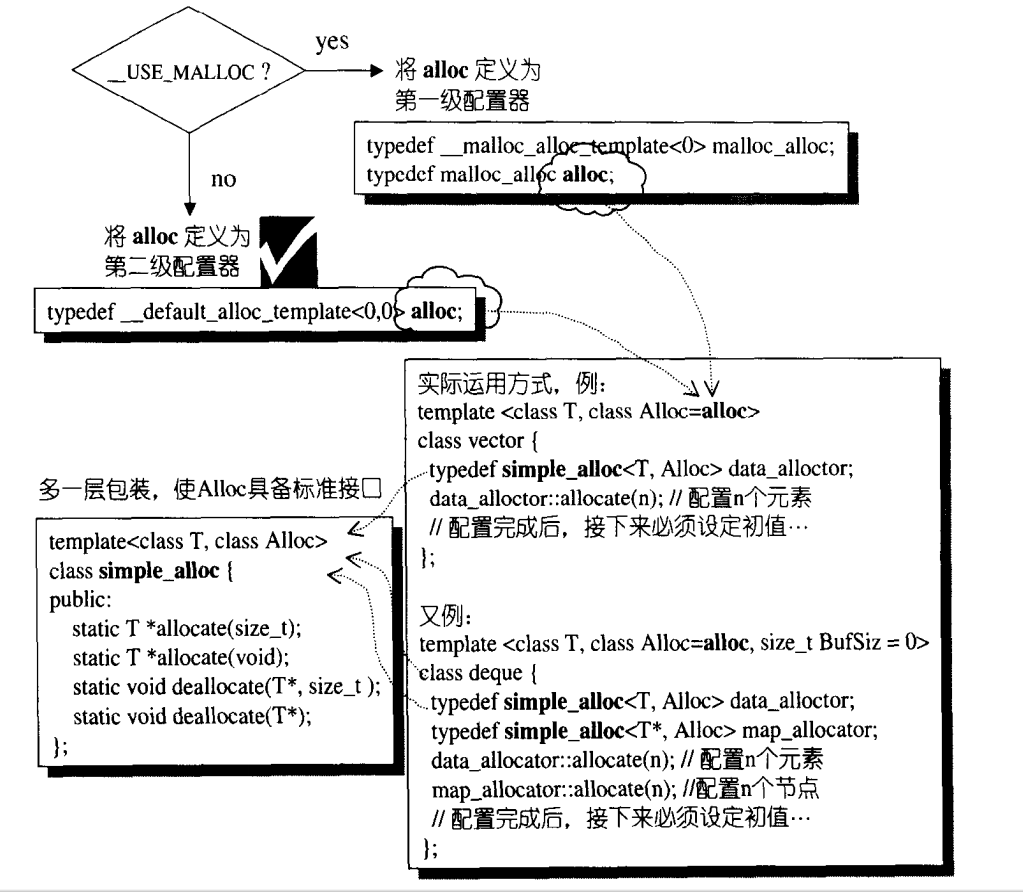 __USE_MALLOC ?
yes
将 alloc 定义为
第一级配置器
typedef __malloc_alloc_template<0> malloc_alloc;
typedef malloc_alloc alloc;
no
将 alloc 定义为
第二级配置器
typedef __default_alloc_template<0,0> alloc;
实际运用方式，例：
template <class T, class Alloc=alloc>
class vector {
typedef simple_alloc<T, Alloc> data_alloctor;
data_alloctor::allocate(n); // 配置n个元素
// 配置完成后，接下来必须设定初值…
};
又例：
template <class T, class Alloc=alloc, size_t BufSiz = 0>
class deque {
typedef simple_alloc<T, Alloc> data_alloctor;
typedef simple_alloc<T*, Alloc> map_allocator;
data_allocator::allocate(n); // 配置n个元素
map_allocator::allocate(n); //配置n个节点
// 配置完成后，接下来必须设定初值…
};
多一层包装，使Alloc具备标准接口
template<class T, class Alloc>
class simple_alloc {
public:
static T *allocate(size_t);
static T *allocate(void);
static void deallocate(T*, size_t );
static void deallocate(T*);
};